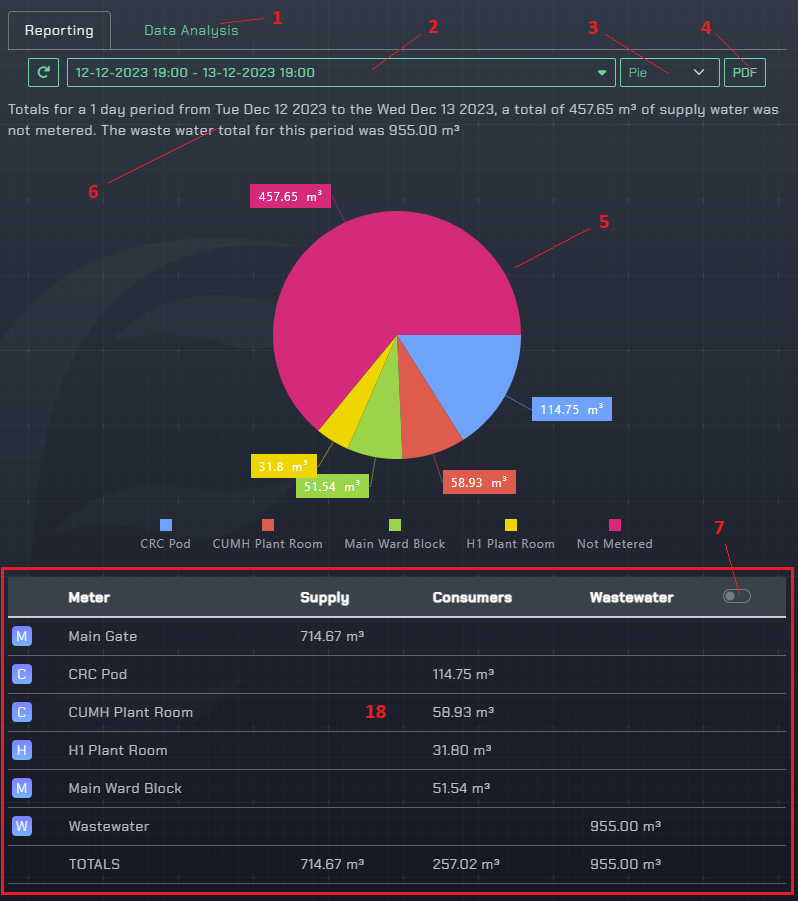 Reporting
Data Analysis
1
2
3
4
12-12-2023 19:00 - 13-12-2023 19:00
Pie
PDF
Totals for a 1 day period from Tue Dec 12 2023 to the Wed Dec 13 2023, a total of 457.65 m³ of supply water was
not metered. The waste water total for this period was 955.00 m³
6
457.65 m³
5
114.75 m³
31.8 m³
51.54 m³
58.93 m³
CRC Pod
CUMH Plant Room
Main Ward Block
H1 Plant Room
Not Metered
7
Meter Supply Consumers Wastewater
M Main Gate 714.67 m³
C CRC Pod 114.75 m³
C CUMH Plant Room 18 58.93 m³
H H1 Plant Room 31.80 m³
M Main Ward Block 51.54 m³
W Wastewater 955.00 m³
TOTALS 714.67 m³ 257.02 m³ 955.00 m³